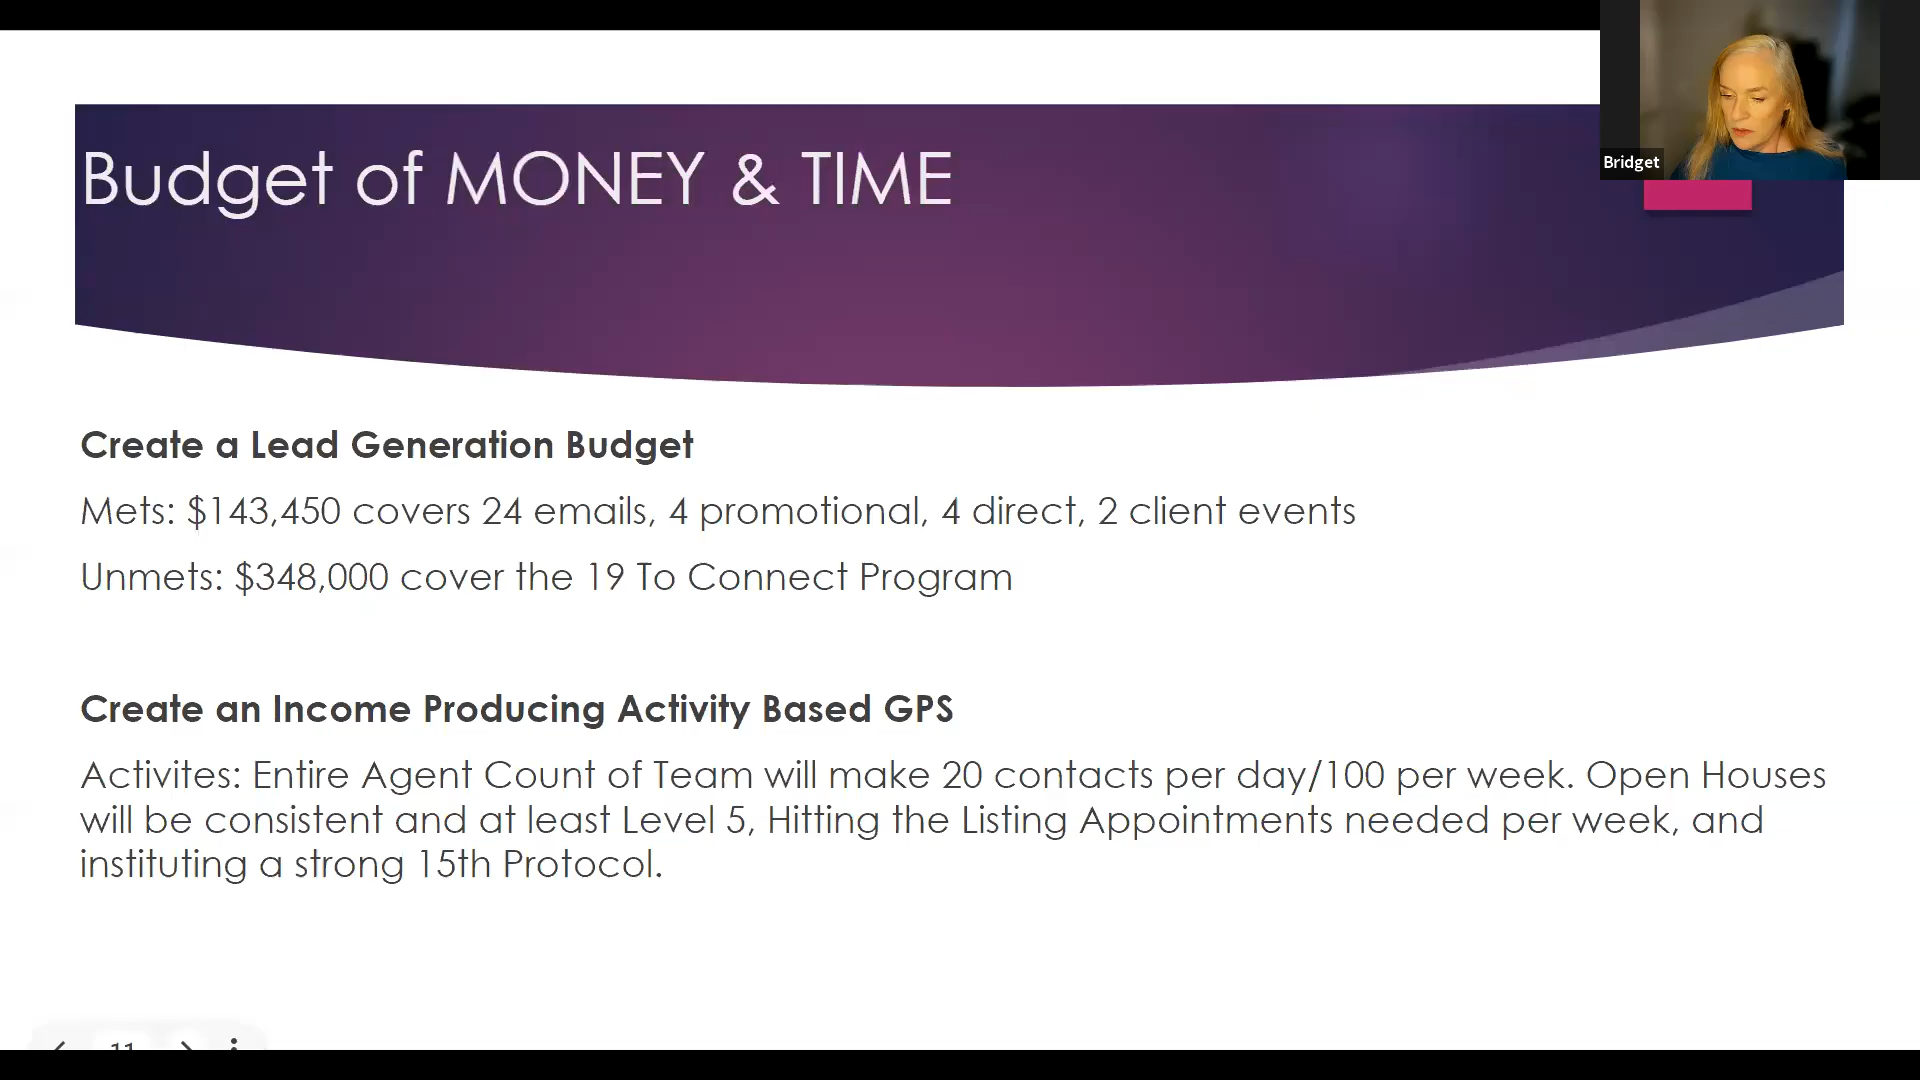 Bridget
Budget of MONEY & TIME
Create a Lead Generation Budget
Mets: $143,450 covers 24 emails, 4 promotional, 4 direct, 2 client events
Unmets: $348,000 cover the 19 To Connect Program
Create an Income Producing Activity Based GPS
Activites: Entire Agent Count of Team will make 20 contacts per day/100 per week. Open Houses
will be consistent and at least Level 5, Hitting the Listing Appointments needed per week, and
instituting a strong 15th Protocol.
11